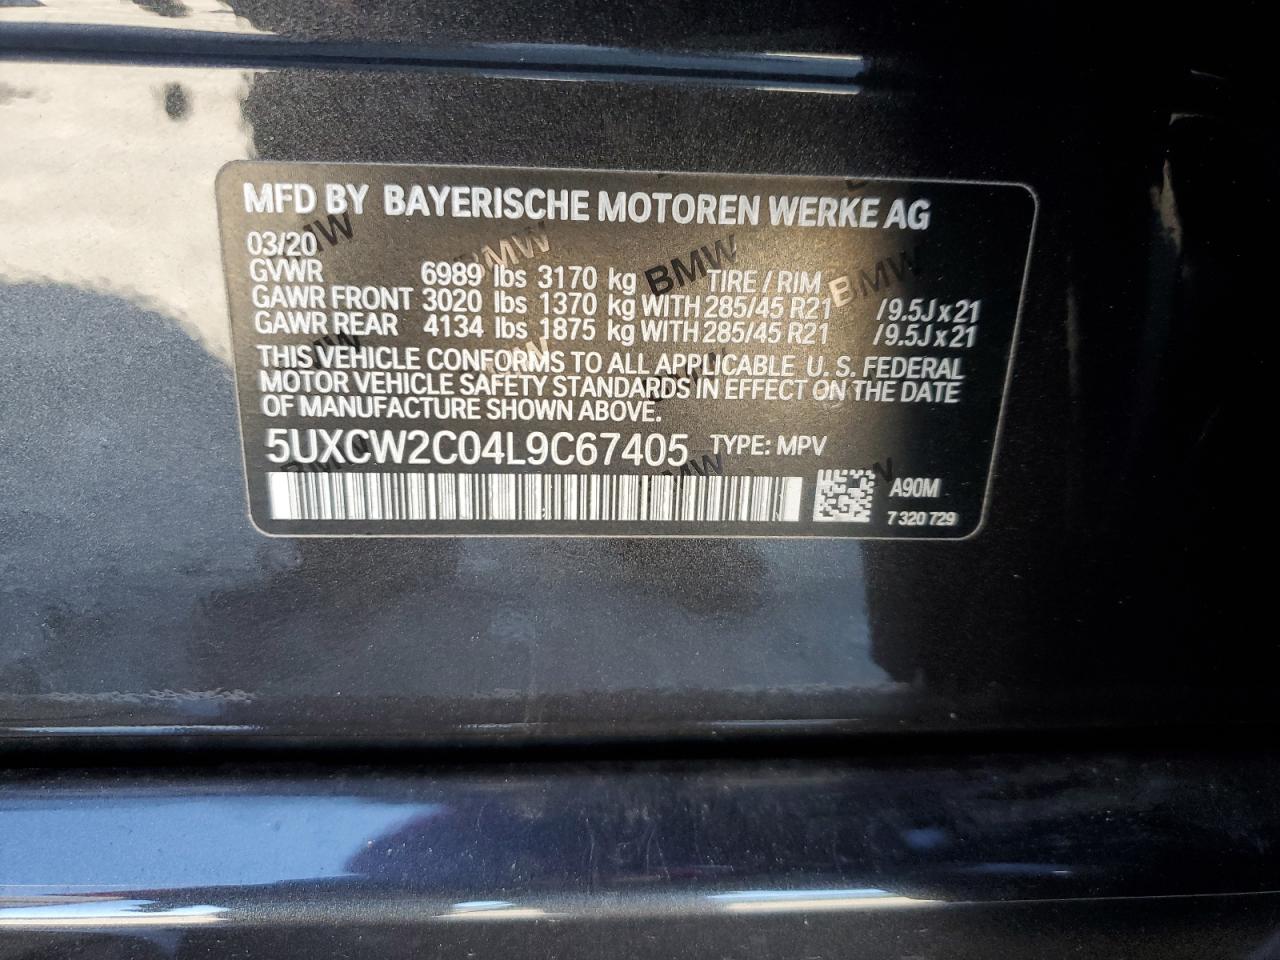 MFD BY BAYERISCHE MOTOREN WERKE AG
03/20
GVWR 6989 lbs 3170 kg TIRE / RIM
GAWR FRONT 3020 lbs 1370 kg WITH 285/45 R21 / 9.5J x 21
GAWR REAR 4134 lbs 1875 kg WITH 285/45 R21 / 9.5J x 21
THIS VEHICLE CONFORMS TO ALL APPLICABLE U. S. FEDERAL
MOTOR VEHICLE SAFETY STANDARDS IN EFFECT ON THE DATE
OF MANUFACTURE SHOWN ABOVE.
5UXCW2C04L9C67405 TYPE: MPV
A90M
7 320 729